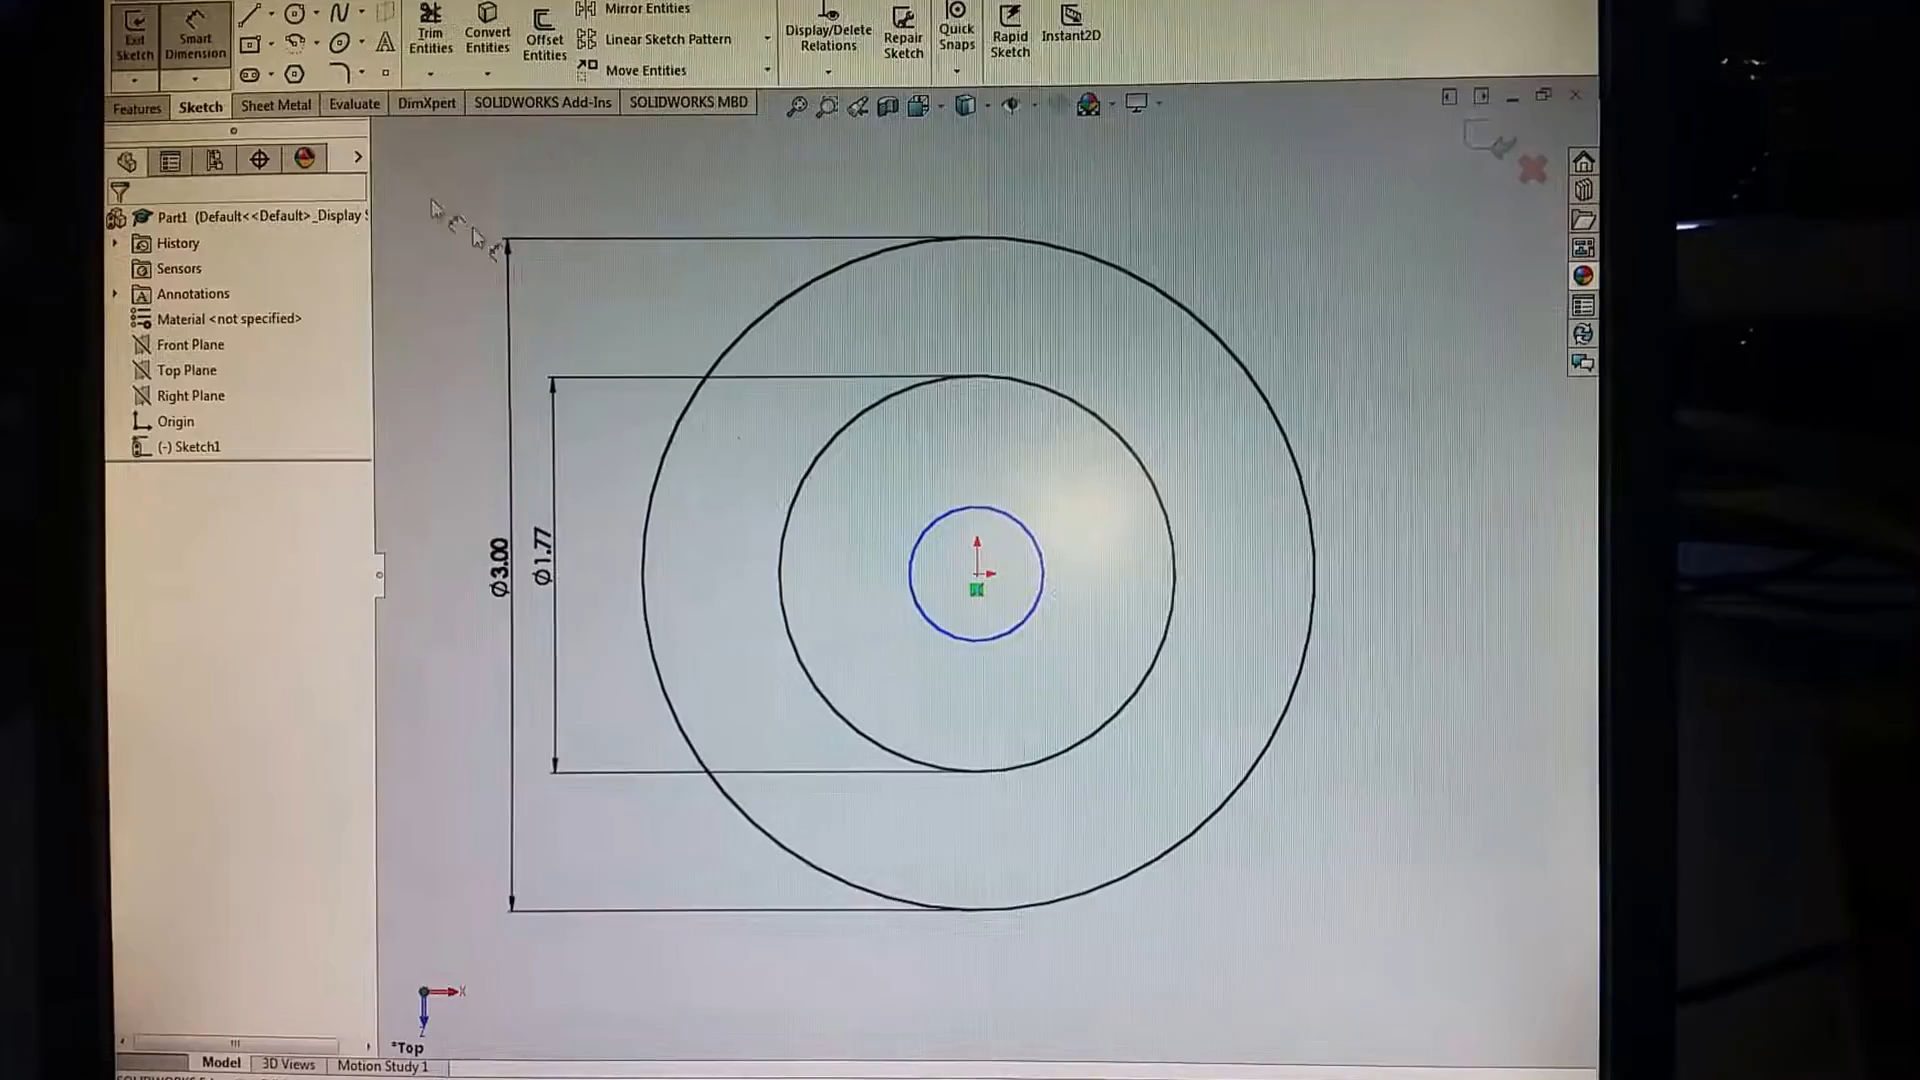 Exit
Sketch
Smart
Dimension
Trim
Entities
Convert
Entities
Offset
Entities
Mirror Entities
Linear Sketch Pattern
Move Entities
Display/Delete
Relations
Repair
Sketch
Quick
Snaps
Rapid
Sketch
Instant2D
Features
Sketch
Sheet Metal
Evaluate
DimXpert
SOLIDWORKS Add-Ins
SOLIDWORKS MBD
Part1 (Default<<Default>_Display
History
Sensors
Annotations
Material <not specified>
Front Plane
Top Plane
Right Plane
Origin
(-) Sketch1
Ø3.00
Ø1.77
X
Z
*Top
Model
3D Views
Motion Study 1